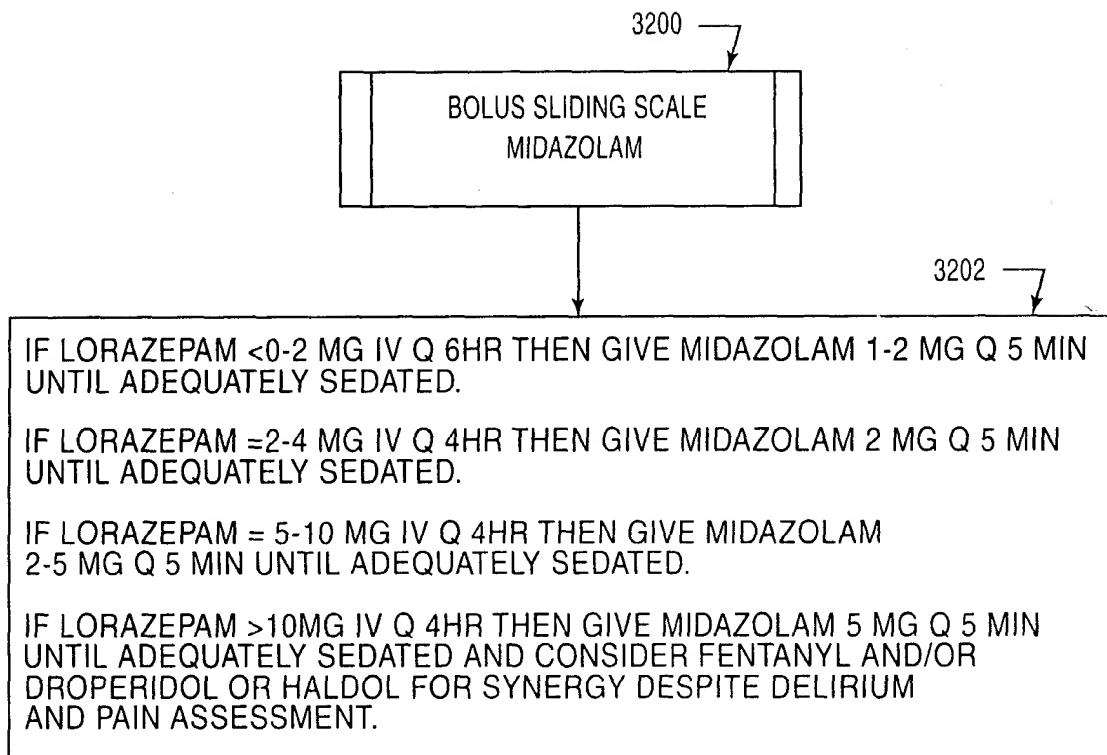 3200
BOLUS SLIDING SCALE
MIDAZOLAM
3202
IF LORAZEPAM <0-2 MG IV Q 6HR THEN GIVE MIDAZOLAM 1-2 MG Q 5 MIN
UNTIL ADEQUATELY SEDATED.
IF LORAZEPAM =2-4 MG IV Q 4HR THEN GIVE MIDAZOLAM 2 MG Q 5 MIN
UNTIL ADEQUATELY SEDATED.
IF LORAZEPAM = 5-10 MG IV Q 4HR THEN GIVE MIDAZOLAM
2-5 MG Q 5 MIN UNTIL ADEQUATELY SEDATED.
IF LORAZEPAM >10MG IV Q 4HR THEN GIVE MIDAZOLAM 5 MG Q 5 MIN
UNTIL ADEQUATELY SEDATED AND CONSIDER FENTANYL AND/OR
DROPERIDOL OR HALDOL FOR SYNERGY DESPITE DELIRIUM
AND PAIN ASSESSMENT.